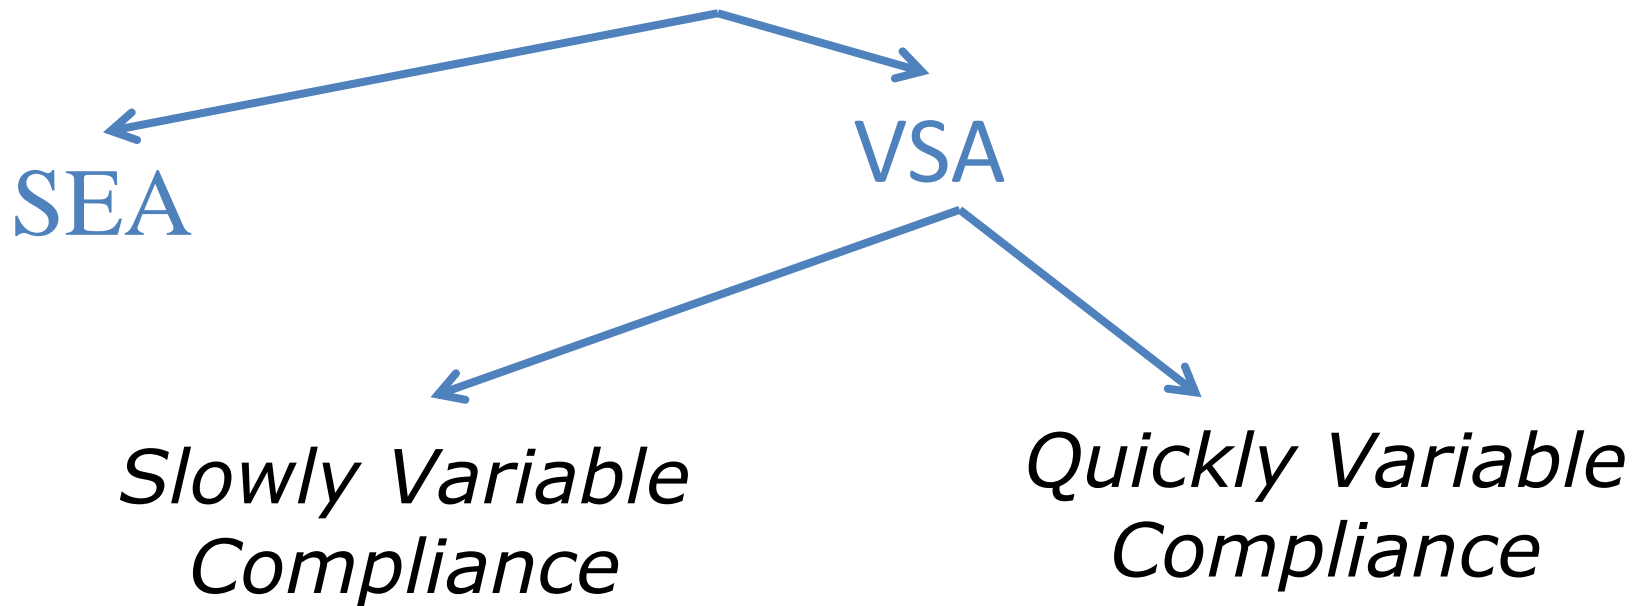 VSA
SEA
Slowly Variable
Compliance
Quickly Variable
Compliance